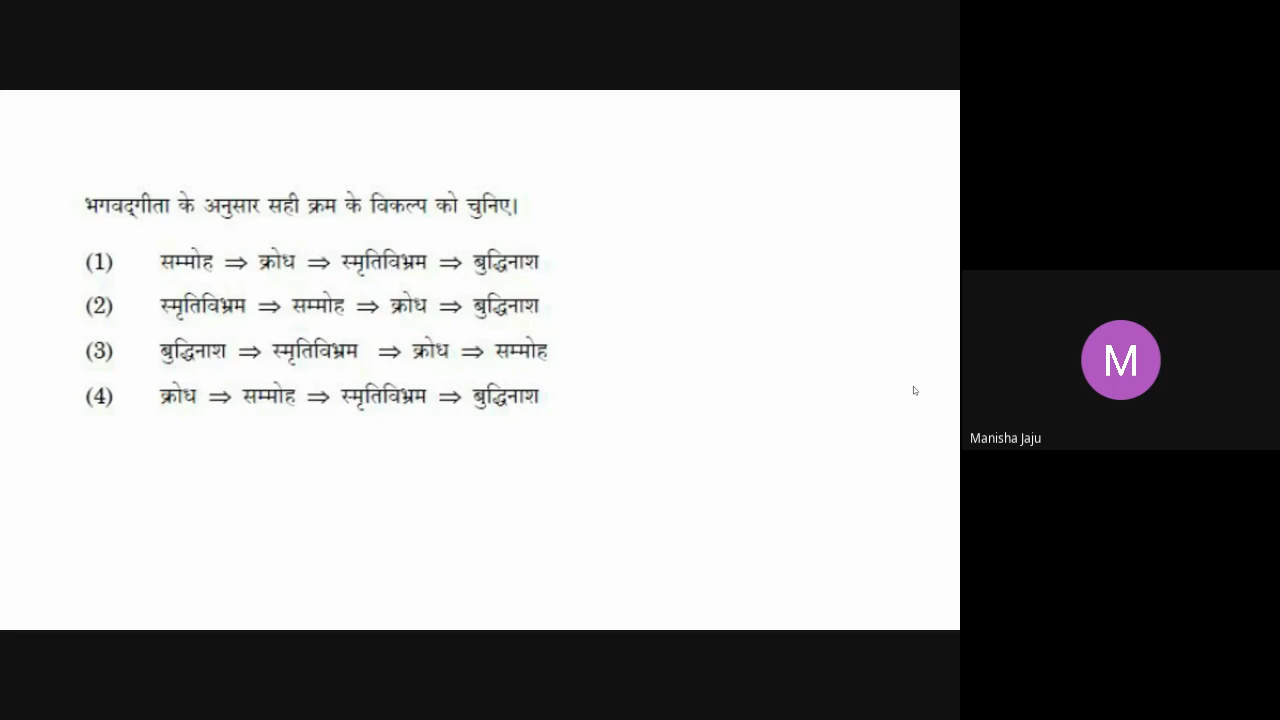 भगवद्‌गीता के अनुसार सही क्रम के विकल्प को चुनिए।
(1) सम्मोह ⇒ क्रोध ⇒ स्मृतिविभ्रम ⇒ बुद्धिनाश
(2) स्मृतिविभ्रम ⇒ सम्मोह ⇒ क्रोध ⇒ बुद्धिनाश
(3) बुद्धिनाश ⇒ स्मृतिविभ्रम ⇒ क्रोध ⇒ सम्मोह
(4) क्रोध ⇒ सम्मोह ⇒ स्मृतिविभ्रम ⇒ बुद्धिनाश
M
Manisha Jaju